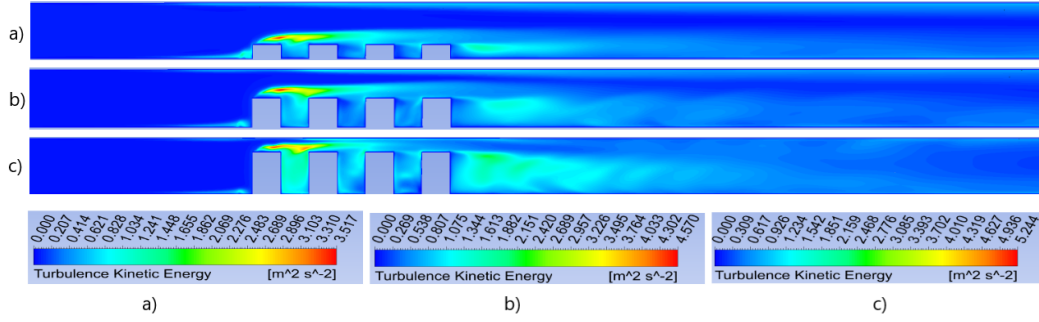 a)
b)
c)
0.000 0.207 0.414 0.621 0.828 1.034 1.241 1.448 1.655 1.862 2.069 2.276 2.483 2.689 2.896 3.103 3.310 3.517
Turbulence Kinetic Energy [m^2 s^-2]
a)
0.000 0.269 0.538 0.807 1.075 1.344 1.613 1.882 2.151 2.420 2.689 2.957 3.226 3.495 3.764 4.033 4.302 4.570
Turbulence Kinetic Energy [m^2 s^-2]
b)
0.000 0.309 0.617 0.926 1.234 1.542 1.851 2.159 2.468 2.776 3.085 3.393 3.702 4.010 4.319 4.627 4.936 5.244
Turbulence Kinetic Energy [m^2 s^-2]
c)